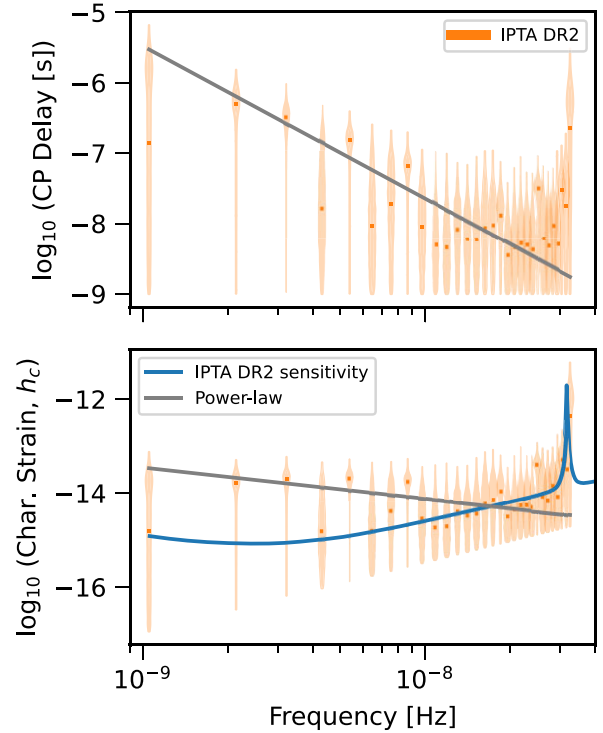 IPTA DR2
log₁₀ (CP Delay [s])
−5
−6
−7
−8
−9
IPTA DR2 sensitivity
Power-law
log₁₀ (Char. Strain, h_c)
−12
−14
−16
10⁻⁹
10⁻⁸
Frequency [Hz]